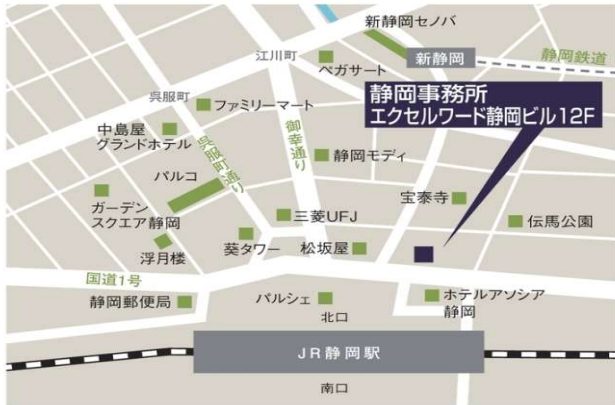 新静岡セノバ
江川町
新静岡
静岡鉄道
ペガサート
呉服町
ファミリーマート
静岡事務所
エクセルワード静岡ビル12F
中島屋
グランドホテル
呉服町通り
御幸通り
静岡モディ
パルコ
ガーデン
スクエア静岡
三菱UFJ
宝泰寺
伝馬公園
浮月楼
葵タワー
松坂屋
国道1号
静岡郵便局
パルシェ
北口
ホテルアソシア
静岡
JR静岡駅
南口